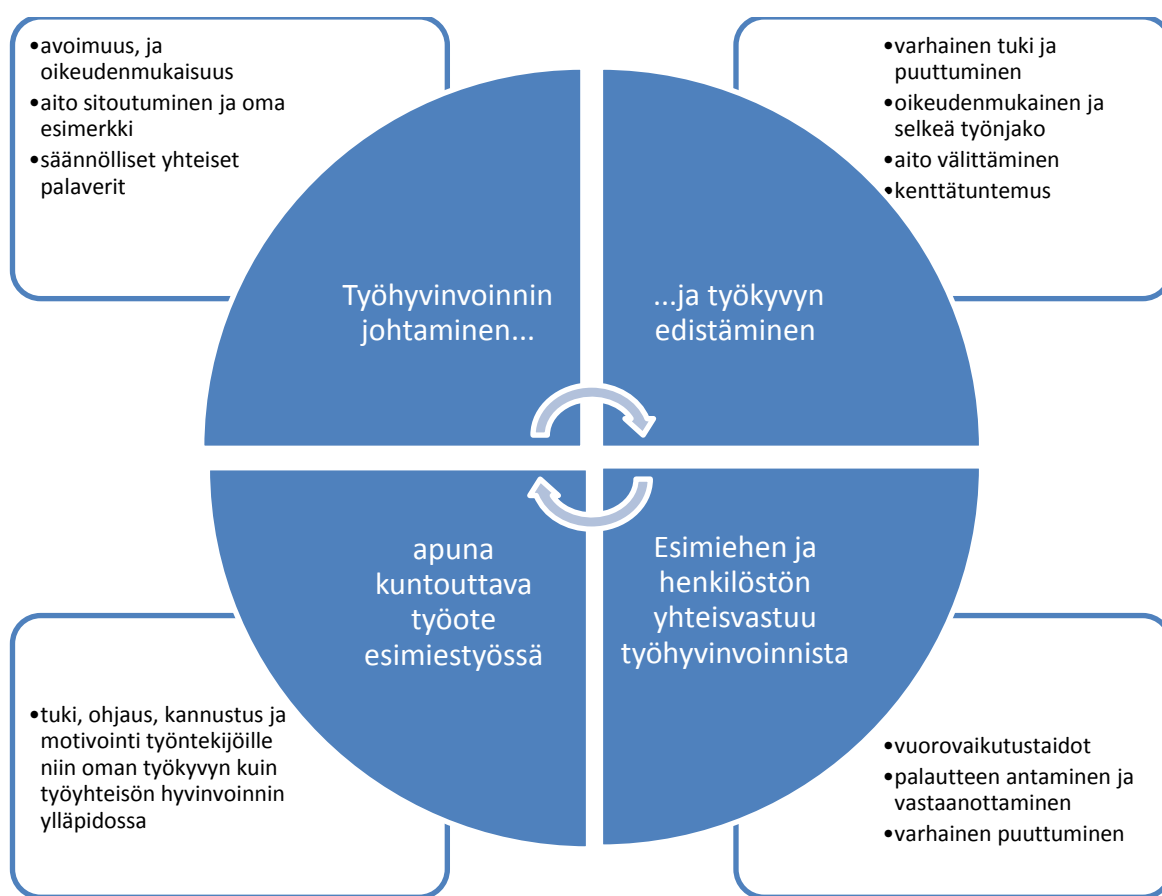 •avoimuus, ja
oikeudenmukaisuus
•aito sitoutuminen ja oma
esimerkki
•säännölliset yhteiset
palaverit
•varhainen tuki ja
puuttuminen
•oikeudenmukainen ja
selkeä työnjako
•aito välittäminen
•kenttätuntemus
Työhyvinvoinnin
johtaminen...
...ja työkyvyn
edistäminen
apuna
kuntouttava
työote
esimiestyössä
Esimiehen ja
henkilöstön
yhteisvastuu
työhyvinvoinnista
•tuki, ohjaus, kannustus ja
motivointi työntekijöille
niin oman työkyvyn kuin
työyhteisön hyvinvoinnin
ylläpidossa
•vuorovaikutustaidot
•palautteen antaminen ja
vastaanottaminen
•varhainen puuttuminen